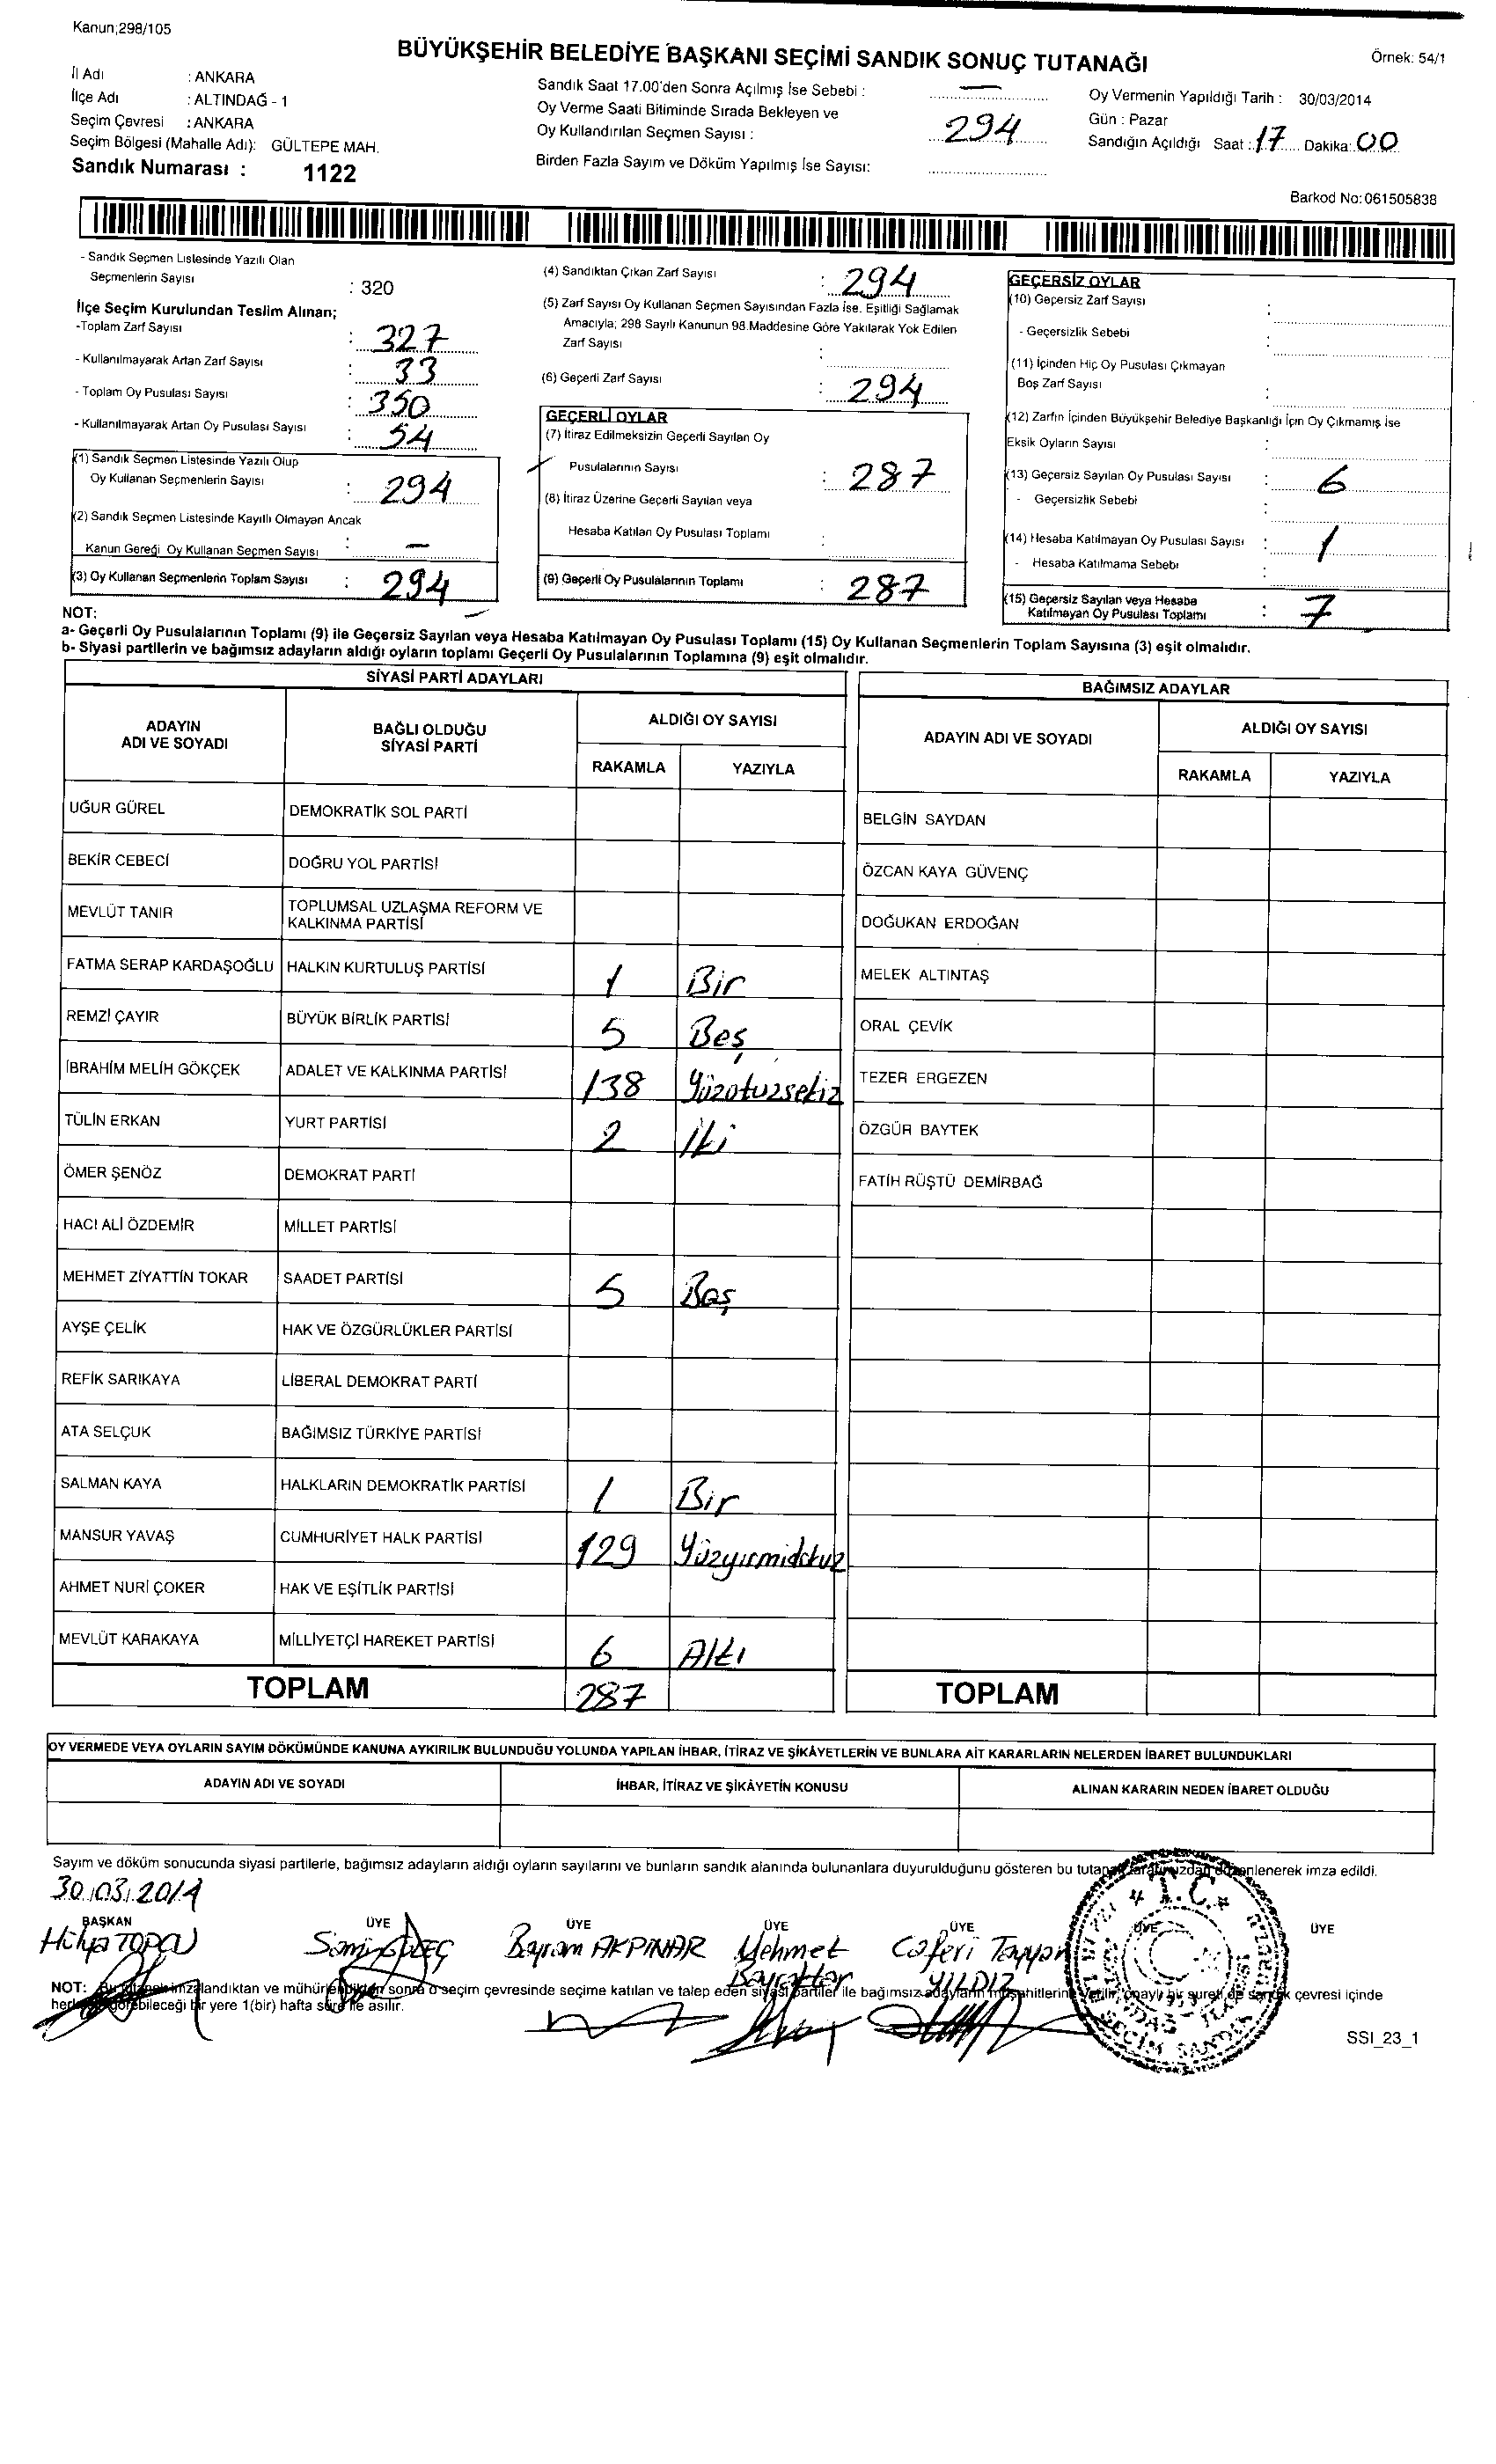 Kanun;298/105
BÜYÜKŞEHİR BELEDİYE BAŞKANI SEÇİMİ SANDIK SONUÇ TUTANAĞI
Örnek: 54/1
İl Adı : ANKARA
İlçe Adı : ALTINDAĞ - 1
Seçim Çevresi : ANKARA
Seçim Bölgesi (Mahalle Adı): GÜLTEPE MAH.
Sandık Numarası : 1122
Sandık Saat 17.00'den Sonra Açılmış İse Sebebi : —
Oy Verme Saati Bitiminde Sırada Bekleyen ve
Oy Kullandırılan Seçmen Sayısı : 294
Birden Fazla Sayım ve Döküm Yapılmış İse Sayısı:
Oy Vermenin Yapıldığı Tarih : 30/03/2014
Gün : Pazar
Sandığın Açıldığı Saat : 17 Dakika: 00
Barkod No: 061505838
- Sandık Seçmen Listesinde Yazılı Olan
Seçmenlerin Sayısı : 320
İlçe Seçim Kurulundan Teslim Alınan;
-Toplam Zarf Sayısı : 327
- Kullanılmayarak Artan Zarf Sayısı : 33
- Toplam Oy Pusulası Sayısı : 350
- Kullanılmayarak Artan Oy Pusulası Sayısı : 54
(1) Sandık Seçmen Listesinde Yazılı Olup
Oy Kullanan Seçmenlerin Sayısı : 294
(2) Sandık Seçmen Listesinde Kayıtlı Olmayan Ancak
Kanun Gereği Oy Kullanan Seçmen Sayısı : —
(3) Oy Kullanan Seçmenlerin Toplam Sayısı : 294
(4) Sandıktan Çıkan Zarf Sayısı : 294
(5) Zarf Sayısı Oy Kullanan Seçmen Sayısından Fazla İse. Eşitliği Sağlamak
Amacıyla; 298 Sayılı Kanunun 98.Maddesine Göre Yakılarak Yok Edilen
Zarf Sayısı :
(6) Geçerli Zarf Sayısı : 294
GEÇERLİ OYLAR
(7) İtiraz Edilmeksizin Geçerli Sayılan Oy
Pusulalarının Sayısı : 287
(8) İtiraz Üzerine Geçerli Sayılan veya
Hesaba Katılan Oy Pusulası Toplamı :
(9) Geçerli Oy Pusulalarının Toplamı : 287
GEÇERSİZ OYLAR
(10) Geçersiz Zarf Sayısı :
- Geçersizlik Sebebi :
(11) İçinden Hiç Oy Pusulası Çıkmayan
Boş Zarf Sayısı :
(12) Zarfın İçinden Büyükşehir Belediye Başkanlığı İçin Oy Çıkmamış İse
Eksik Oyların Sayısı :
(13) Geçersiz Sayılan Oy Pusulası Sayısı : 6
- Geçersizlik Sebebi :
(14) Hesaba Katılmayan Oy Pusulası Sayısı : 1
- Hesaba Katılmama Sebebi :
(15) Geçersiz Sayılan veya Hesaba
Katılmayan Oy Pusulası Toplamı : 7
NOT:
a- Geçerli Oy Pusulalarının Toplamı (9) ile Geçersiz Sayılan veya Hesaba Katılmayan Oy Pusulası Toplamı (15) Oy Kullanan Seçmenlerin Toplam Sayısına (3) eşit olmalıdır.
b- Siyasi partilerin ve bağımsız adayların aldığı oyların toplamı Geçerli Oy Pusulalarının Toplamına (9) eşit olmalıdır.
SİYASİ PARTİ ADAYLARI
ADAYIN ADI VE SOYADI
BAĞLI OLDUĞU SİYASİ PARTİ
ALDIĞI OY SAYISI
RAKAMLA YAZIYLA
UĞUR GÜREL DEMOKRATİK SOL PARTİ
BEKİR CEBECİ DOĞRU YOL PARTİSİ
MEVLÜT TANIR TOPLUMSAL UZLAŞMA REFORM VE KALKINMA PARTİSİ
FATMA SERAP KARDAŞOĞLU HALKIN KURTULUŞ PARTİSİ 1 Bir
REMZİ ÇAYIR BÜYÜK BİRLİK PARTİSİ 5 Beş
İBRAHİM MELİH GÖKÇEK ADALET VE KALKINMA PARTİSİ 138 Yüzotuzsekiz
TÜLİN ERKAN YURT PARTİSİ 2 İki
ÖMER ŞENÖZ DEMOKRAT PARTİ
HACI ALİ ÖZDEMİR MİLLET PARTİSİ
MEHMET ZİYATTİN TOKAR SAADET PARTİSİ 5 Beş
AYŞE ÇELİK HAK VE ÖZGÜRLÜKLER PARTİSİ
REFİK SARIKAYA LİBERAL DEMOKRAT PARTİ
ATA SELÇUK BAĞIMSIZ TÜRKİYE PARTİSİ
SALMAN KAYA HALKLARIN DEMOKRATİK PARTİSİ 1 Bir
MANSUR YAVAŞ CUMHURİYET HALK PARTİSİ 129 Yüzyirmidokuz
AHMET NURİ ÇOKER HAK VE EŞİTLİK PARTİSİ
MEVLÜT KARAKAYA MİLLİYETÇİ HAREKET PARTİSİ 6 Altı
TOPLAM 287
BAĞIMSIZ ADAYLAR
ADAYIN ADI VE SOYADI
ALDIĞI OY SAYISI
RAKAMLA YAZIYLA
BELGİN SAYDAN
ÖZCAN KAYA GÜVENÇ
DOĞUKAN ERDOĞAN
MELEK ALTINTAŞ
ORAL ÇEVİK
TEZER ERGEZEN
ÖZGÜR BAYTEK
FATİH RÜŞTÜ DEMİRBAĞ
TOPLAM
OY VERMEDE VEYA OYLARIN SAYIM DÖKÜMÜNDE KANUNA AYKIRILIK BULUNDUĞU YOLUNDA YAPILAN İHBAR, İTİRAZ VE ŞİKÂYETLERİN VE BUNLARA AİT KARARLARIN NELERDEN İBARET BULUNDUKLARI
ADAYIN ADI VE SOYADI
İHBAR, İTİRAZ VE ŞİKÂYETİN KONUSU
ALINAN KARARIN NEDEN İBARET OLDUĞU
Sayım ve döküm sonucunda siyasi partilerle, bağımsız adayların aldığı oyların sayılarını ve bunların sandık alanında bulunanlara duyurulduğunu gösteren bu tutanak tarafımızdan düzenlenerek imza edildi.
30.03.2014
BAŞKAN ÜYE ÜYE ÜYE ÜYE ÜYE ÜYE
Hülya TOPCU
Bayram AKPINAR
Mehmet Bayraktar
Caferi Tayyar YILDIZ
T.C.
NOT: Bir tutanak imzalandıktan ve mühürlendikten sonra o seçim çevresinde seçime katılan ve talep eden siyasi partiler ile bağımsız adayların müşahitlerine verilir, onaylı bir sureti de sandık çevresi içinde
herkesin görebileceği bir yere 1(bir) hafta süre ile asılır.
SSI_23_1